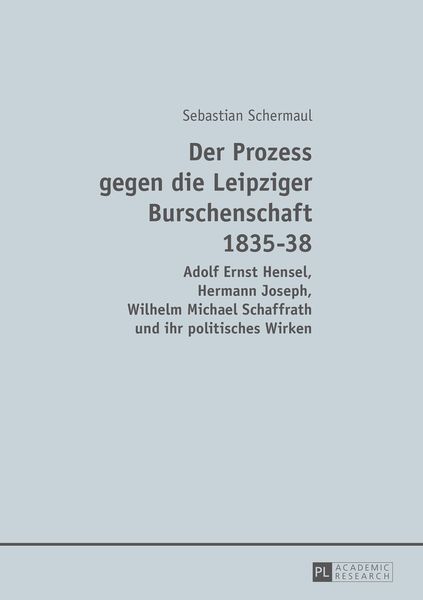 Sebastian Schermaul
Der Prozess
gegen die Leipziger
Burschenschaft
1835-38
Adolf Ernst Hensel,
Hermann Joseph,
Wilhelm Michael Schaffrath
und ihr politisches Wirken
PL ACADEMIC
RESEARCH